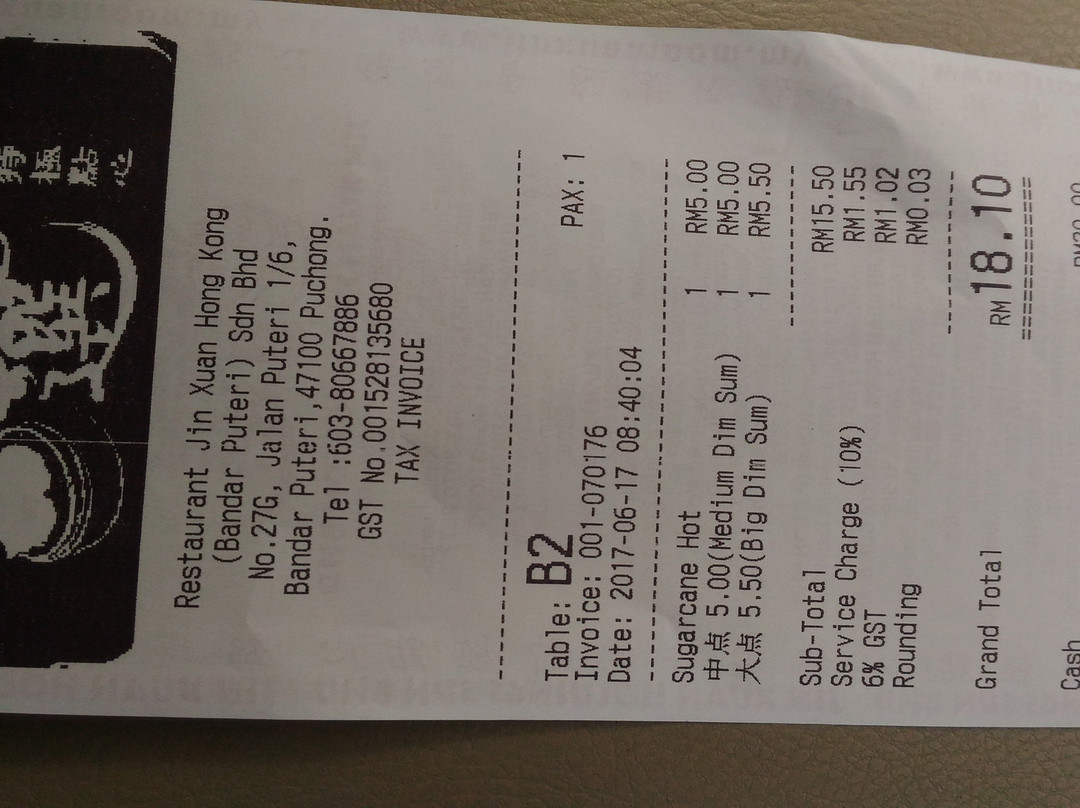 點心
Restaurant Jin Xuan Hong Kong
(Bandar Puteri) Sdn Bhd
No.27G, Jalan Puteri 1/6,
Bandar Puteri,47100 Puchong.
Tel :603-80667886
GST No.001528135680
TAX INVOICE
Table: B2 PAX: 1
Invoice: 001-070176
Date: 2017-06-17 08:40:04
Sugarcane Hot 1 RM5.00
中点 5.00(Medium Dim Sum) 1 RM5.00
大点 5.50(Big Dim Sum) 1 RM5.50
Sub-Total RM15.50
Service Charge (10%) RM1.55
6% GST RM1.02
Rounding RM0.03
Grand Total RM18.10
Cash